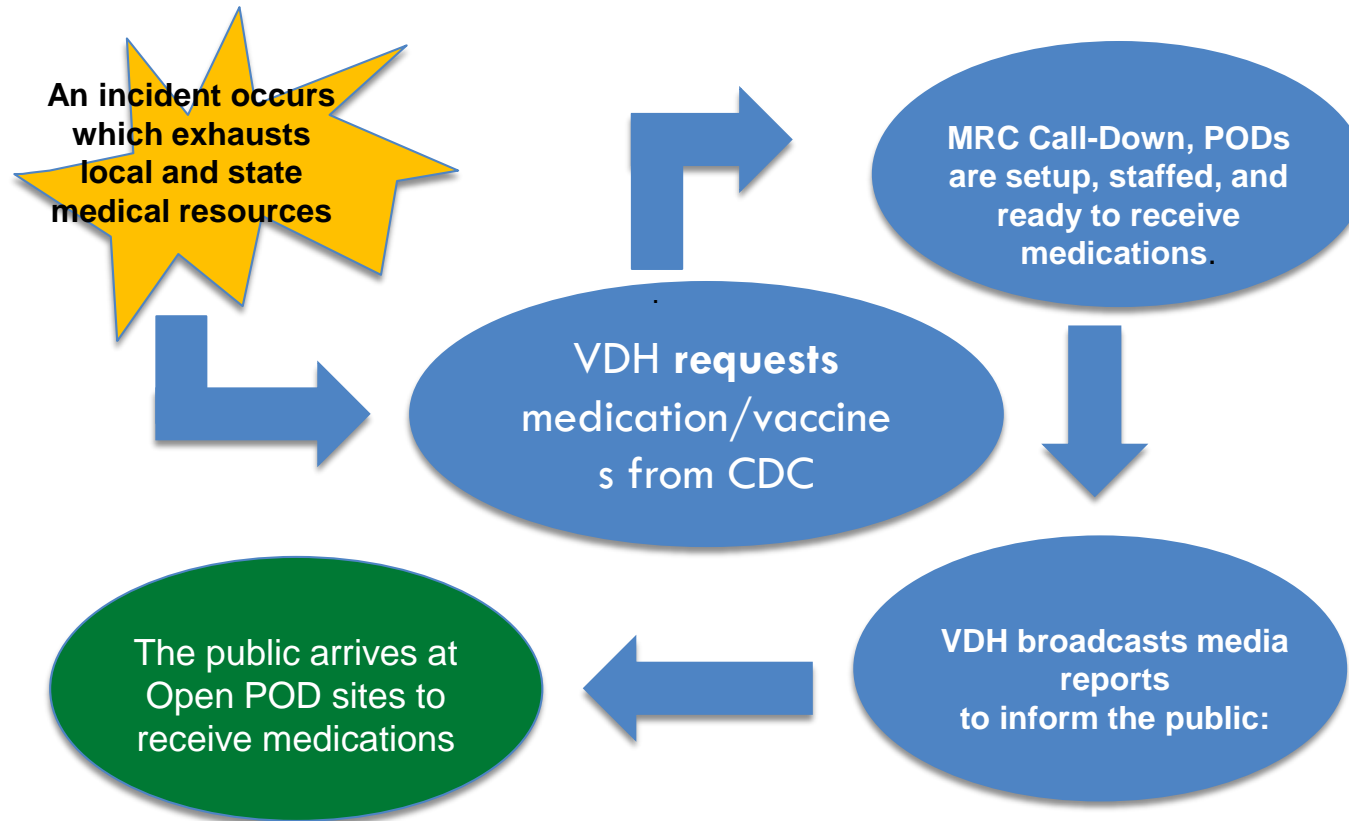 An incident occurs
which exhausts
local and state
medical resources
MRC Call-Down, PODs
are setup, staffed, and
ready to receive
medications.
.
VDH requests
medication/vaccine
s from CDC
VDH broadcasts media
reports
to inform the public:
The public arrives at
Open POD sites to
receive medications